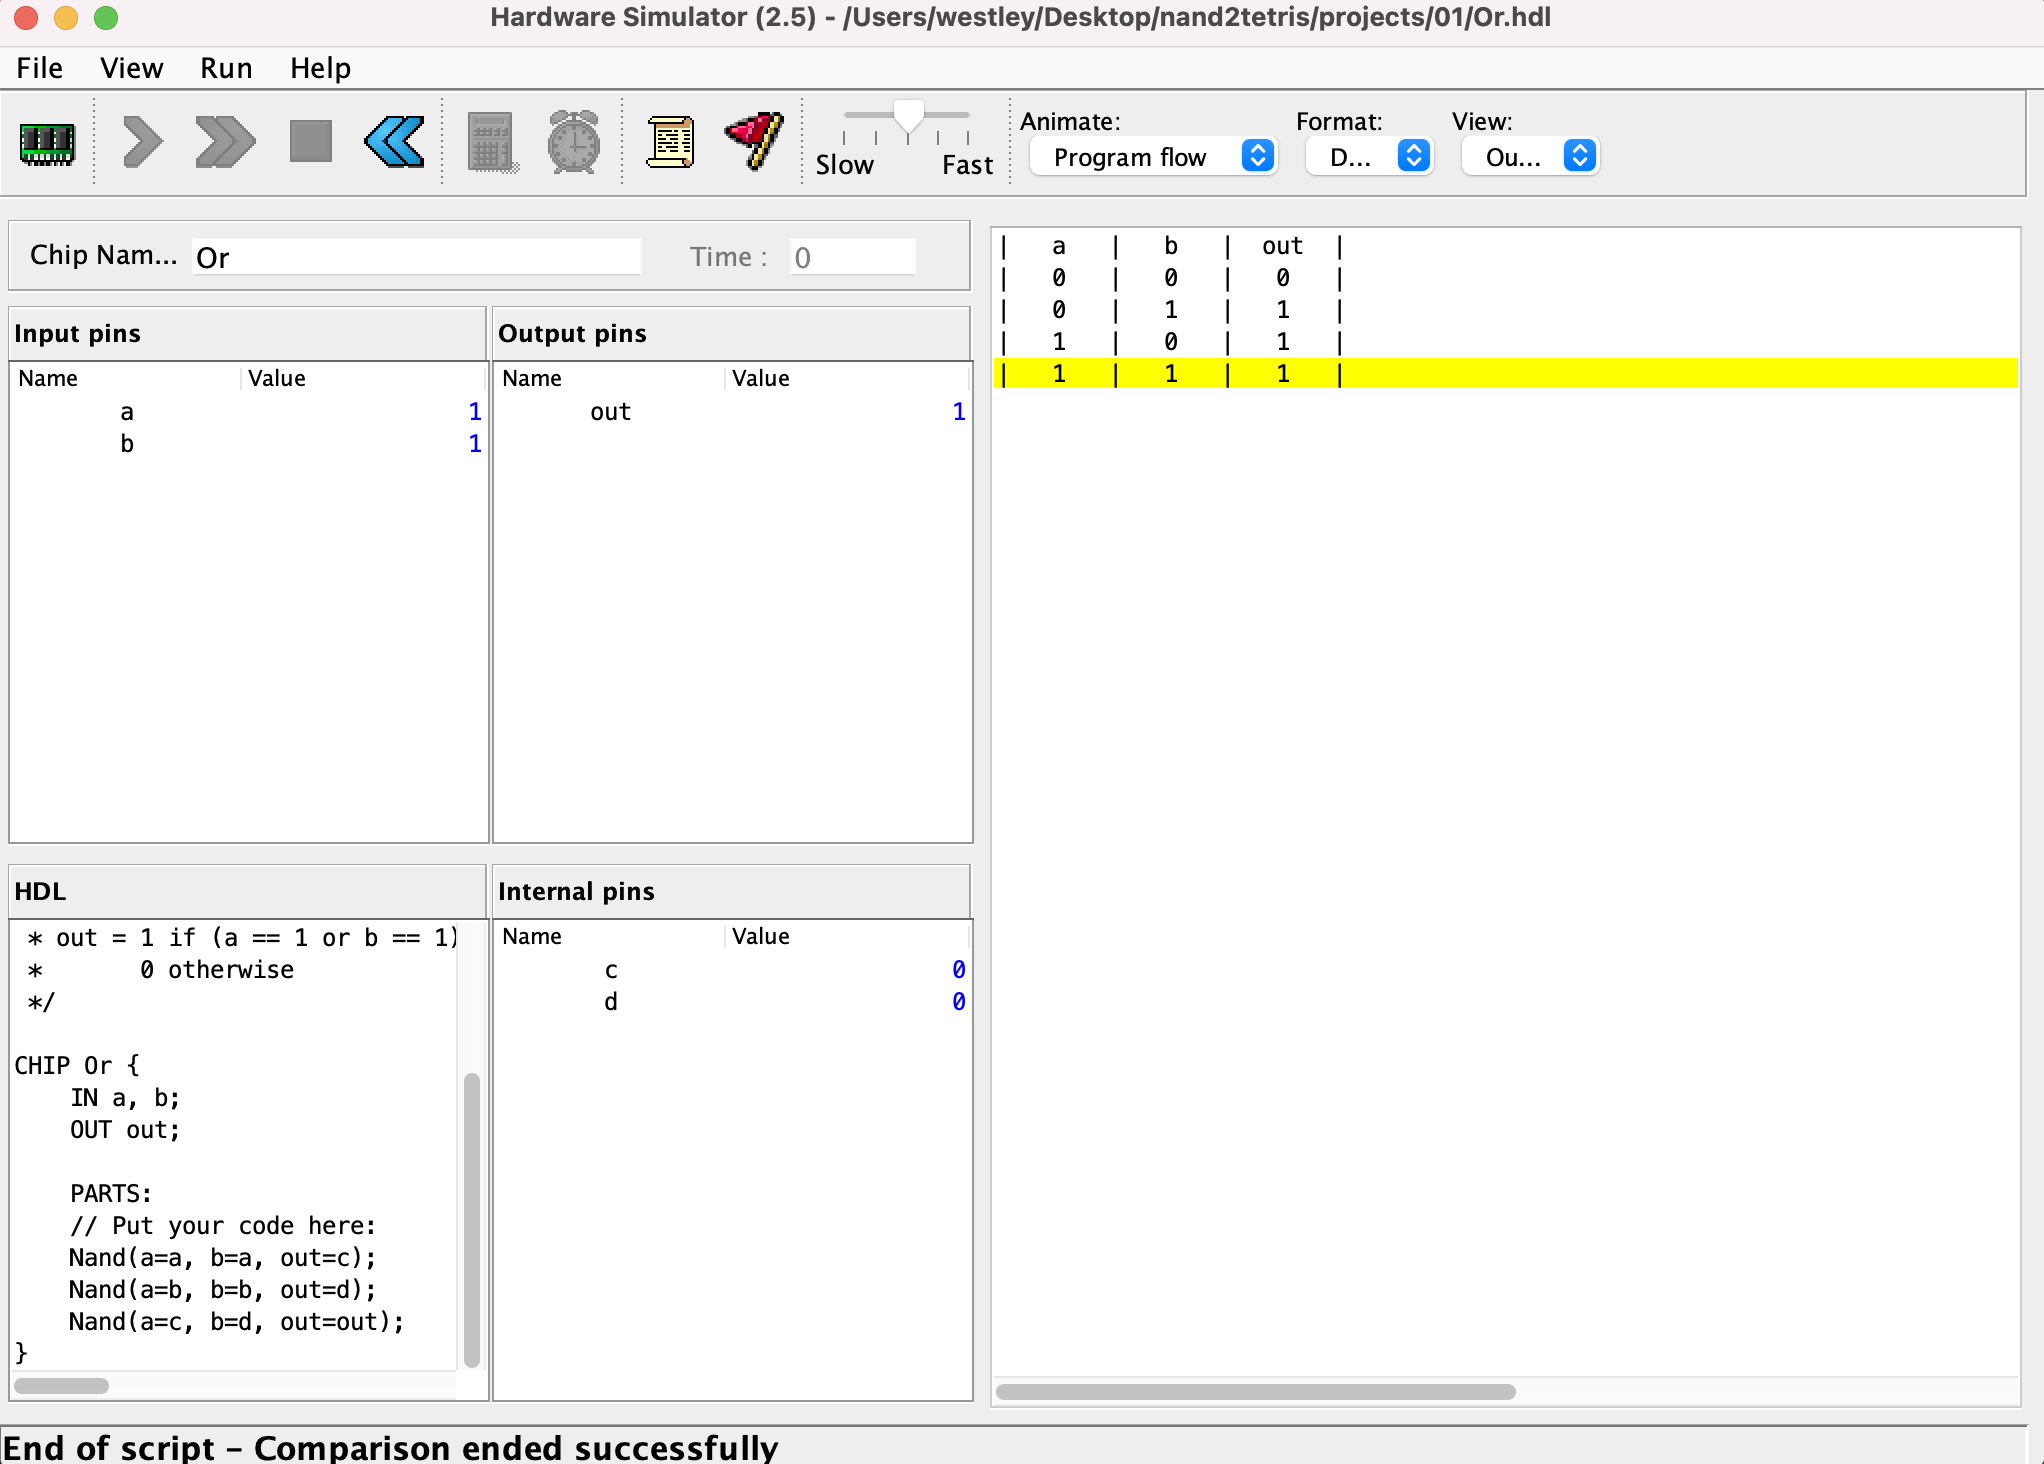 Hardware Simulator (2.5) - /Users/westley/Desktop/nand2tetris/projects/01/Or.hdl
File View Run Help
Slow Fast
Animate: Format: View:
Program flow D... Ou...
Chip Nam... Or Time : 0
Input pins
Name Value
a 1
b 1
Output pins
Name Value
out 1
| a | b | out |
| 0 | 0 | 0 |
| 0 | 1 | 1 |
| 1 | 0 | 1 |
| 1 | 1 | 1 |
HDL
* out = 1 if (a == 1 or b == 1)
* 0 otherwise
*/
CHIP Or {
IN a, b;
OUT out;
PARTS:
// Put your code here:
Nand(a=a, b=a, out=c);
Nand(a=b, b=b, out=d);
Nand(a=c, b=d, out=out);
}
Internal pins
Name Value
c 0
d 0
End of script – Comparison ended successfully